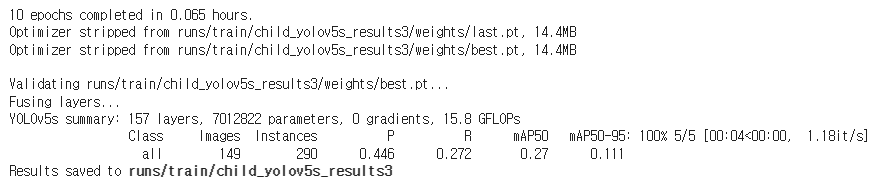 10 epochs completed in 0.065 hours.
Optimizer stripped from runs/train/child_yolov5s_results3/weights/last.pt, 14.4MB
Optimizer stripped from runs/train/child_yolov5s_results3/weights/best.pt, 14.4MB
Validating runs/train/child_yolov5s_results3/weights/best.pt...
Fusing layers...
YOLOv5s summary: 157 layers, 7012822 parameters, 0 gradients, 15.8 GFLOPs
Class Images Instances P R mAP50 mAP50-95: 100% 5/5 [00:04<00:00, 1.18it/s]
all 149 290 0.446 0.272 0.27 0.111
Results saved to runs/train/child_yolov5s_results3